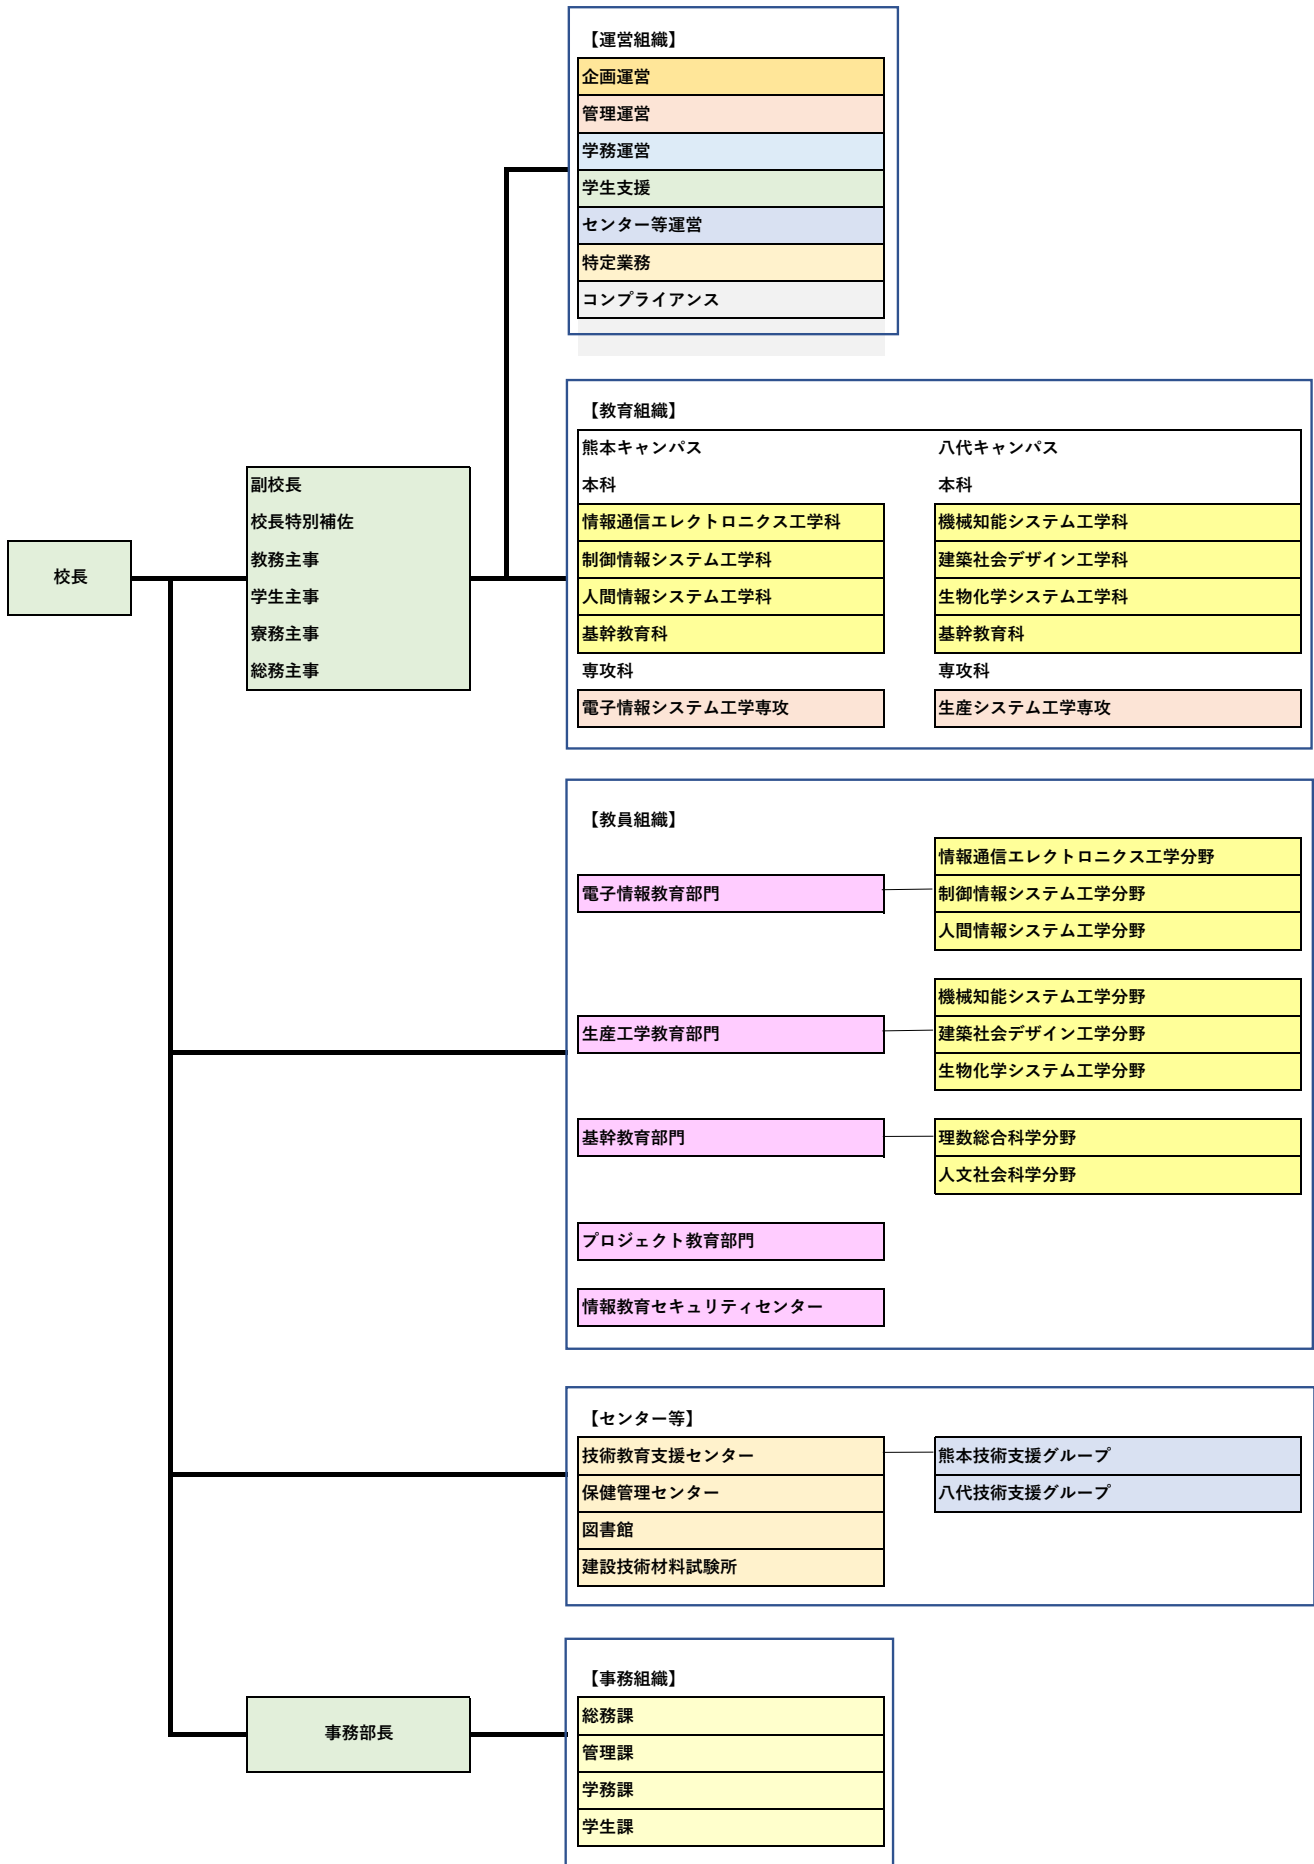 【運営組織】
企画運営
管理運営
学務運営
学生支援
センター等運営
特定業務
コンプライアンス
【教育組織】
熊本キャンパス
本科
情報通信エレクトロニクス工学科
制御情報システム工学科
人間情報システム工学科
基幹教育科
専攻科
電子情報システム工学専攻
八代キャンパス
本科
機械知能システム工学科
建築社会デザイン工学科
生物化学システム工学科
基幹教育科
専攻科
生産システム工学専攻
副校長
校長特別補佐
教務主事
学生主事
寮務主事
総務主事
校長
【教員組織】
電子情報教育部門
情報通信エレクトロニクス工学分野
制御情報システム工学分野
人間情報システム工学分野
生産工学教育部門
機械知能システム工学分野
建築社会デザイン工学分野
生物化学システム工学分野
基幹教育部門
理数総合科学分野
人文社会科学分野
プロジェクト教育部門
情報教育セキュリティセンター
【センター等】
技術教育支援センター
保健管理センター
図書館
建設技術材料試験所
熊本技術支援グループ
八代技術支援グループ
事務部長
【事務組織】
総務課
管理課
学務課
学生課